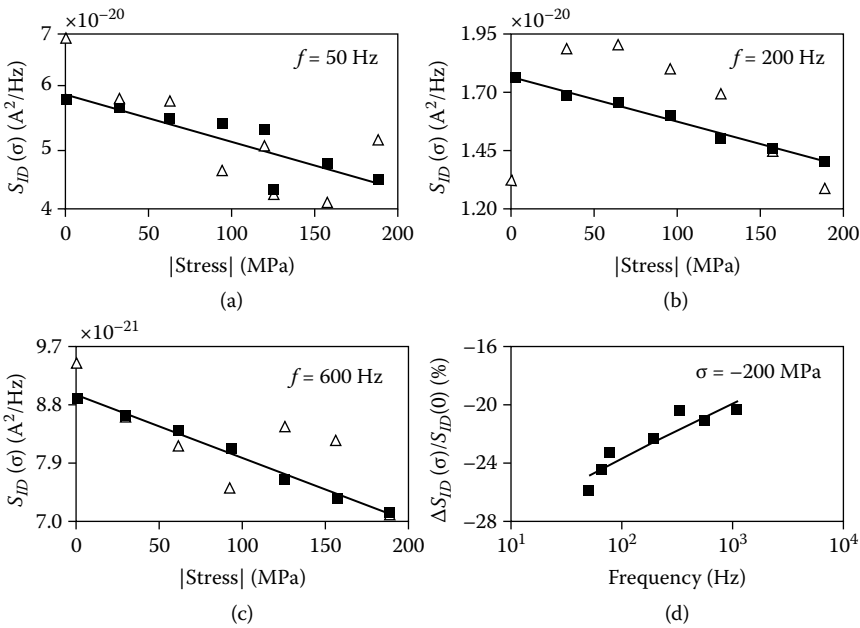 ×10⁻²⁰
7
6
5
4
S_ID (σ) (A²/Hz)
f = 50 Hz
0 50 100 150 200
|Stress| (MPa)
(a)
×10⁻²⁰
1.95
1.70
1.45
1.20
S_ID (σ) (A²/Hz)
f = 200 Hz
0 50 100 150 200
|Stress| (MPa)
(b)
×10⁻²¹
9.7
8.8
7.9
7.0
S_ID (σ) (A²/Hz)
f = 600 Hz
0 50 100 150 200
|Stress| (MPa)
(c)
−16
−20
−24
−28
ΔS_ID (σ)/S_ID(0) (%)
σ = −200 MPa
10¹ 10² 10³ 10⁴
Frequency (Hz)
(d)